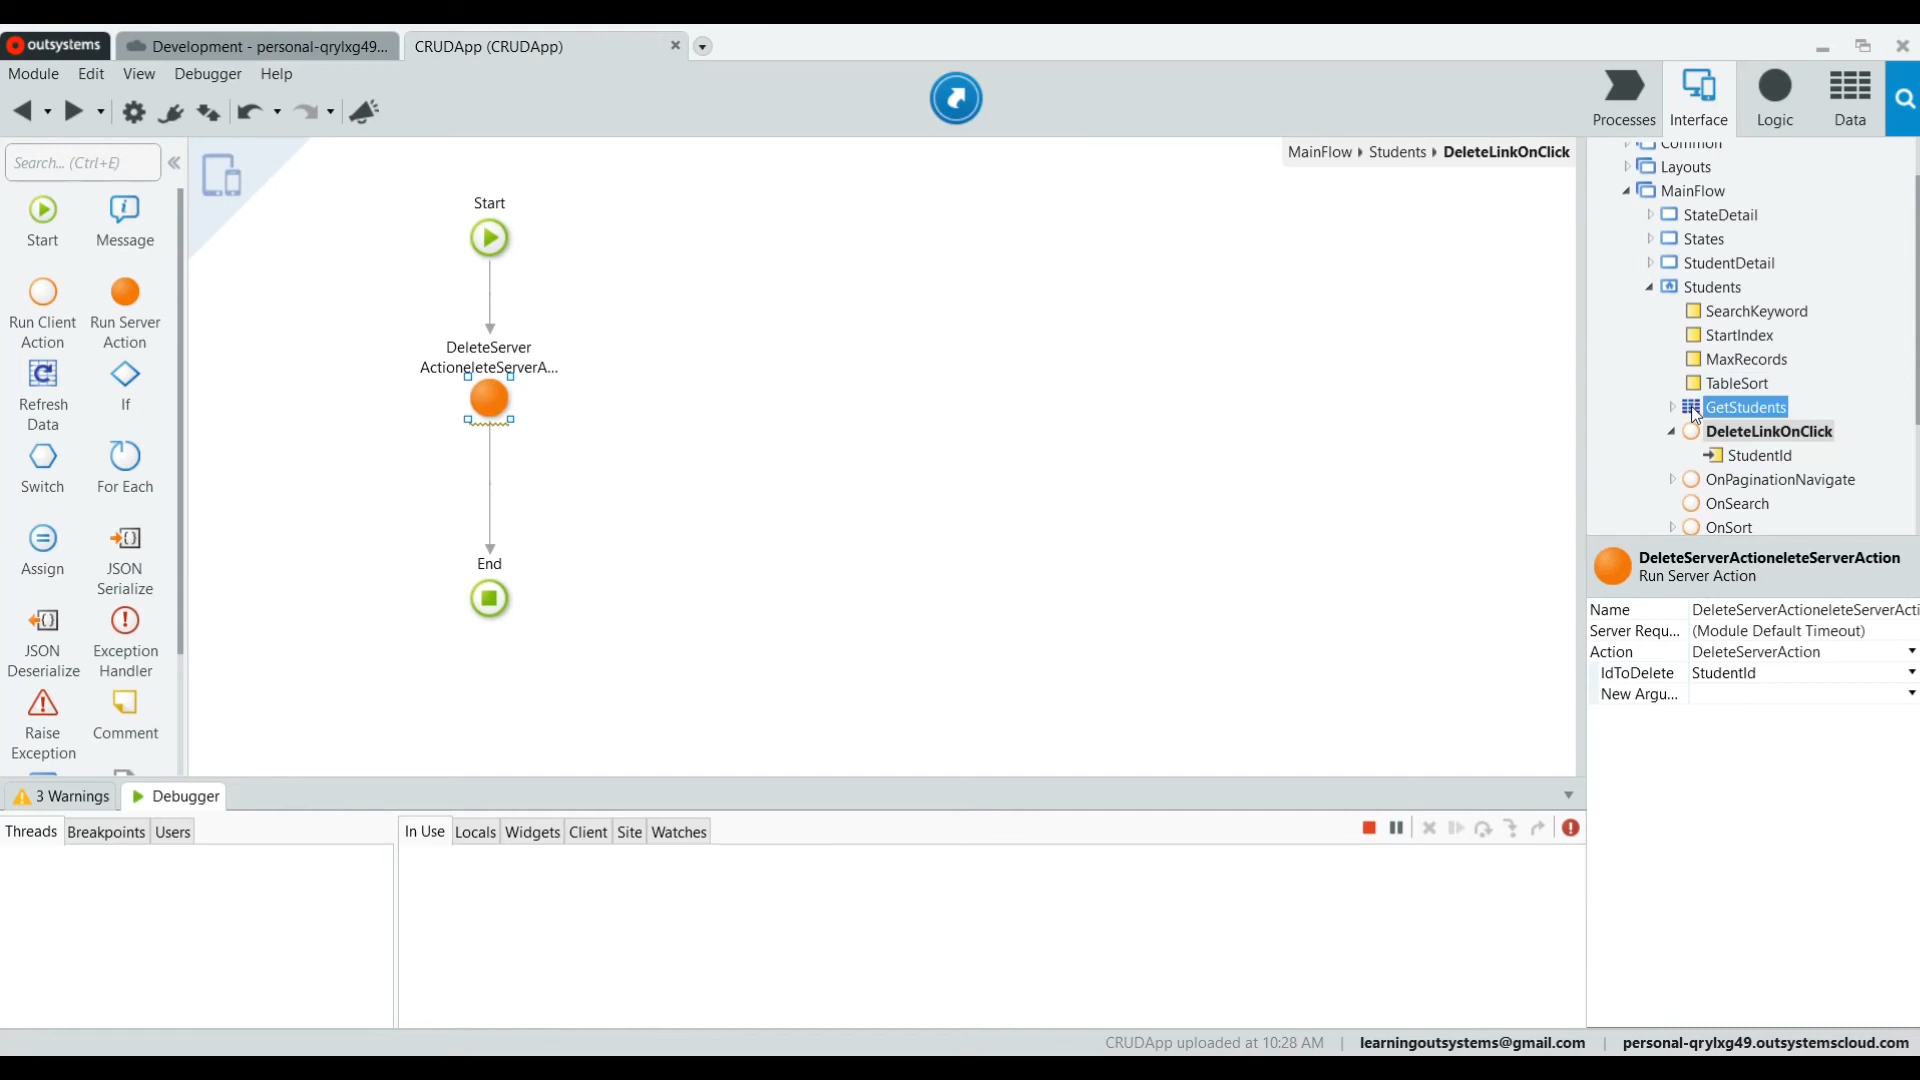 outsystems
Development - personal-qrylxg49...
CRUDApp (CRUDApp)
Module Edit View Debugger Help
Processes
Interface
Logic
Data
Search... (Ctrl+E)
MainFlow Students DeleteLinkOnClick
Start
Message
Run Client Action
Run Server Action
Refresh Data
If
Switch
For Each
Assign
JSON Serialize
JSON Deserialize
Exception Handler
Raise Exception
Comment
Start
DeleteServer
ActioneleteServerA...
End
Common
Layouts
MainFlow
StateDetail
States
StudentDetail
Students
SearchKeyword
StartIndex
MaxRecords
TableSort
GetStudents
DeleteLinkOnClick
StudentId
OnPaginationNavigate
OnSearch
OnSort
DeleteServerActioneleteServerAction
Run Server Action
Name DeleteServerActioneleteServerActi
Server Requ... (Module Default Timeout)
Action DeleteServerAction
IdToDelete StudentId
New Argu...
3 Warnings Debugger
Threads Breakpoints Users
In Use Locals Widgets Client Site Watches
CRUDApp uploaded at 10:28 AM | learningoutsystems@gmail.com | personal-qrylxg49.outsystemscloud.com